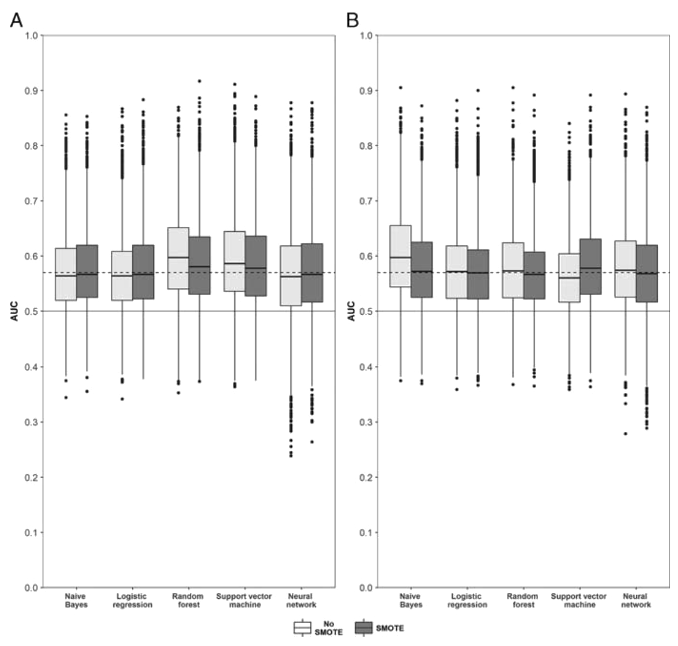 A
B
1.0
0.9
0.8
0.7
0.6
0.5
0.4
0.3
0.2
0.1
0.0
AUC
Naive Bayes
Logistic regression
Random forest
Support vector machine
Neural network
1.0
0.9
0.8
0.7
0.6
0.5
0.4
0.3
0.2
0.1
0.0
AUC
Naive Bayes
Logistic regression
Random forest
Support vector machine
Neural network
No SMOTE
SMOTE